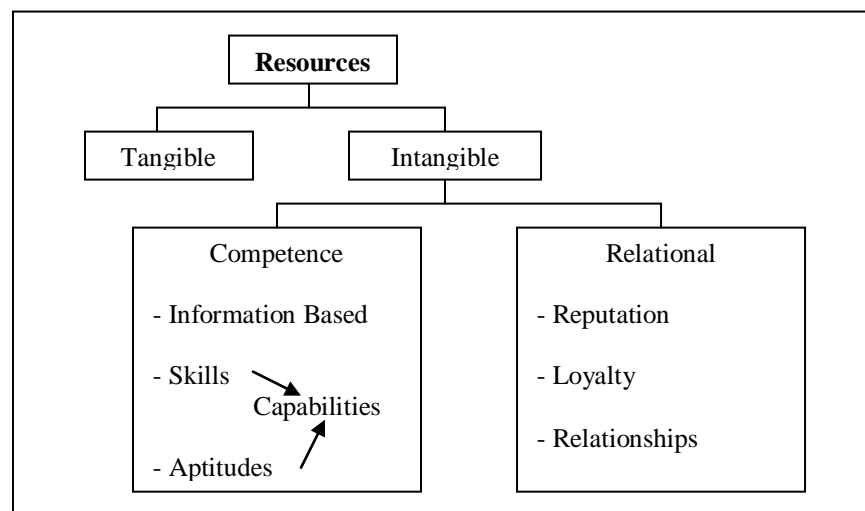 Resources
Tangible
Intangible
Competence
- Information Based
- Skills
Capabilities
- Aptitudes
Relational
- Reputation
- Loyalty
- Relationships